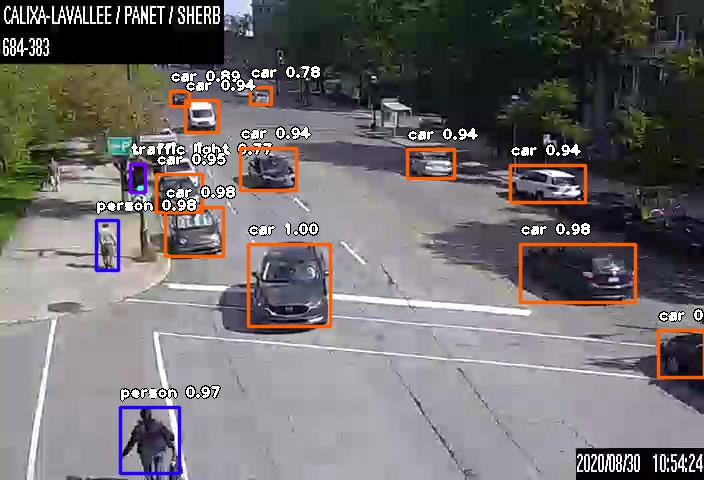 CALIXA-LAVALLEE / PANET / SHERB
684-383
car 0.89
car 0.78
car 0.94
car 0.94
car 0.94
car 0.94
traffic light 0.77
car 0.95
car 0.98
person 0.98
car 1.00
car 0.98
car 0
person 0.97
2020/08/30 10:54:24